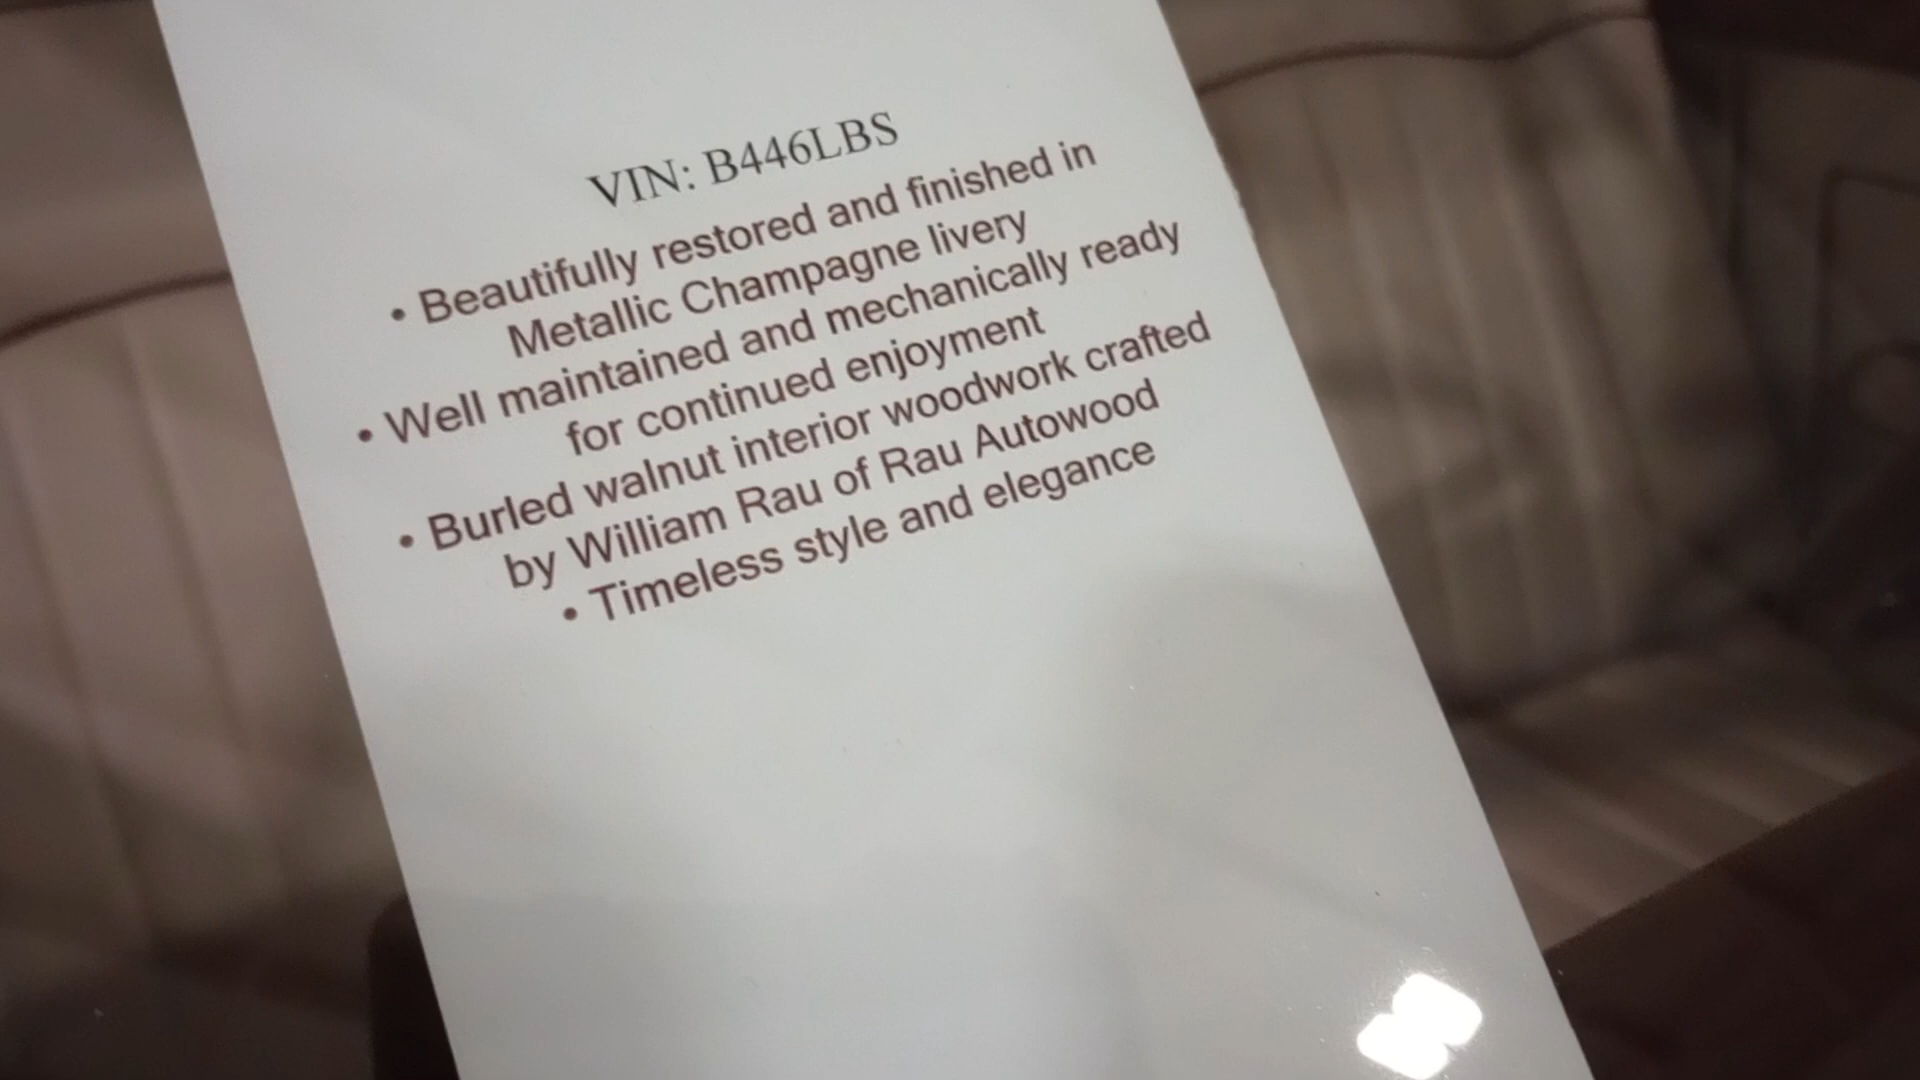 VIN: B446LBS
• Beautifully restored and finished in
Metallic Champagne livery
• Well maintained and mechanically ready
for continued enjoyment
• Burled walnut interior woodwork crafted
by William Rau of Rau Autowood
• Timeless style and elegance